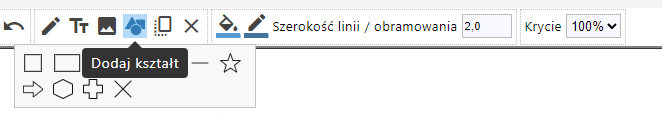 Szerokość linii / obramowania 2,0 Krycie 100%
Dodaj kształt